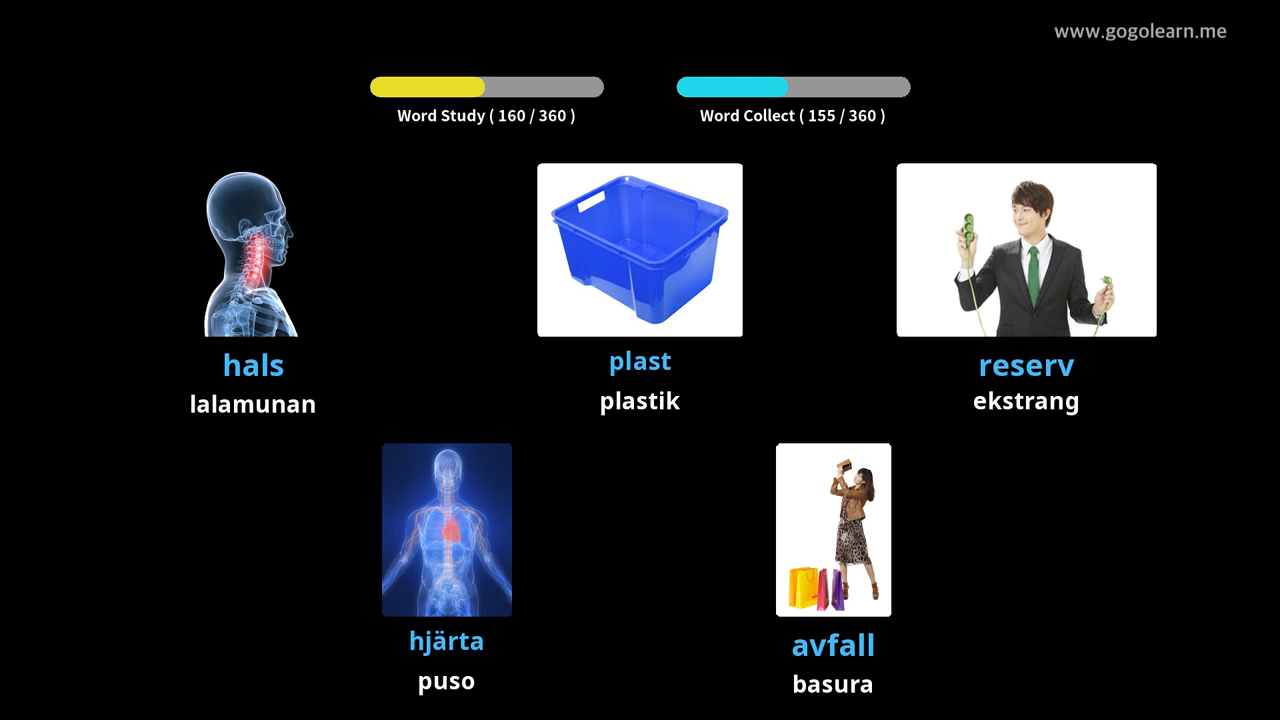 www.gogolearn.me
Word Study ( 160 / 360 )
Word Collect ( 155 / 360 )
hals
lalamunan
plast
plastik
reserv
ekstrang
hjärta
puso
avfall
basura